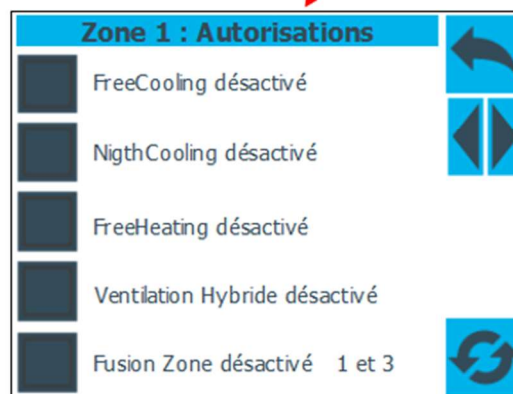 Zone 1 : Autorisations
FreeCooling désactivé
NigthCooling désactivé
FreeHeating désactivé
Ventilation Hybride désactivé
Fusion Zone désactivé 1 et 3